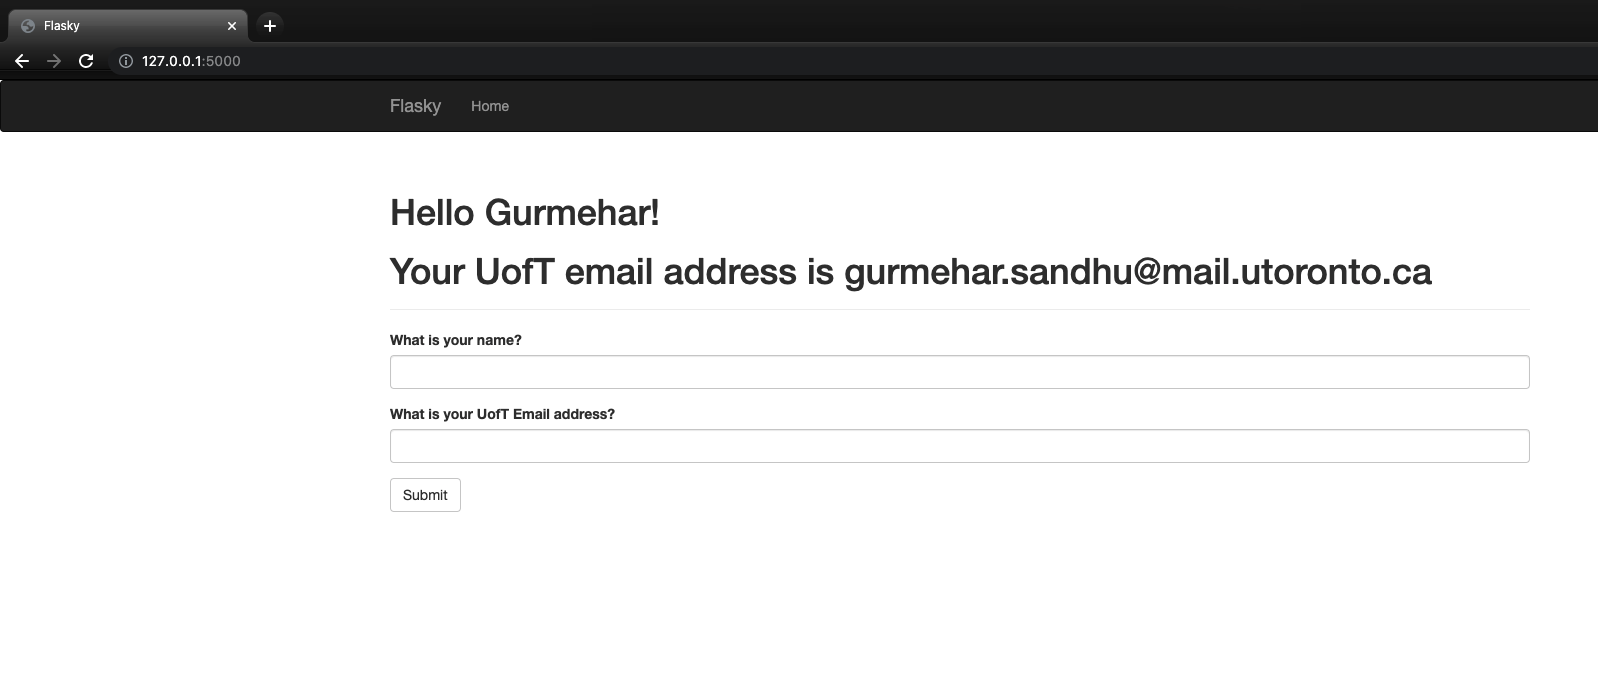 Flasky
127.0.0.1:5000
Flasky Home
Hello Gurmehar!
Your UofT email address is gurmehar.sandhu@mail.utoronto.ca
What is your name?
What is your UofT Email address?
Submit